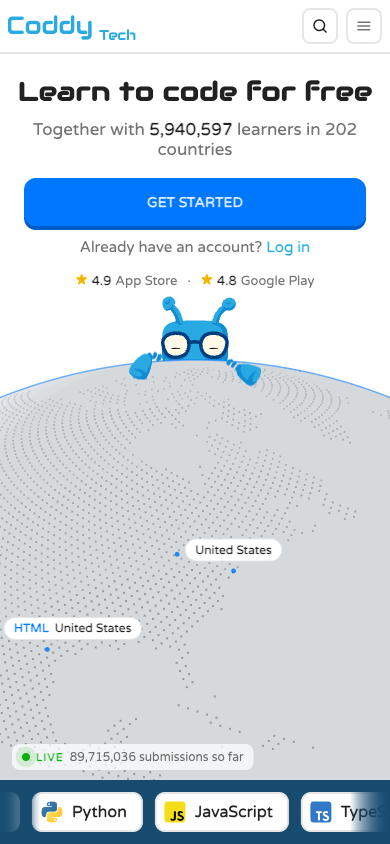 Coddy Tech
Learn to code for free
Together with 5,940,597 learners in 202
countries
GET STARTED
Already have an account? Log in
4.9 App Store · 4.8 Google Play
United States
HTML United States
LIVE 89,715,036 submissions so far
Python
JS JavaScript
TS TypeS